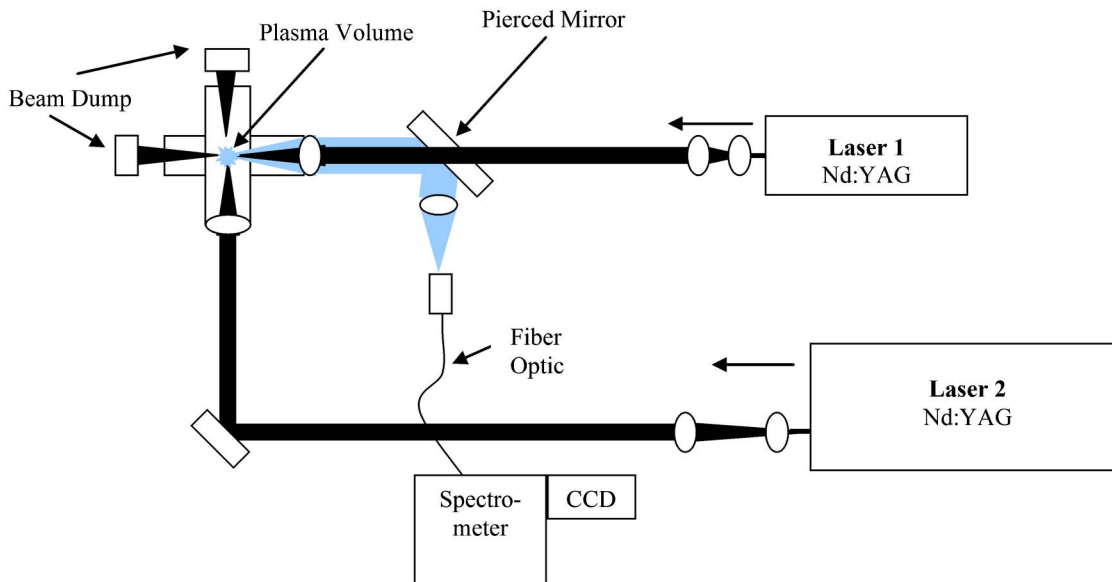 Pierced Mirror
Plasma Volume
Beam Dump
Laser 1
Nd:YAG
Fiber
Optic
Laser 2
Nd:YAG
Spectro-
meter
CCD